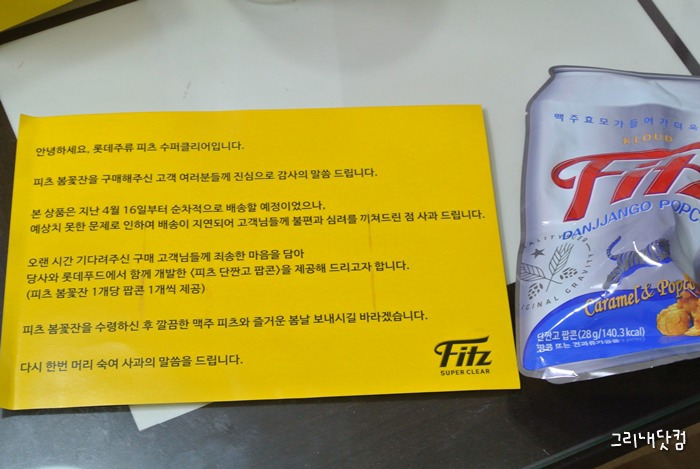 안녕하세요, 롯데주류 피츠 수퍼클리어입니다.
피츠 봄꽃잔을 구매해주신 고객 여러분들께 진심으로 감사의 말씀 드립니다.
본 상품은 지난 4월 16일부터 순차적으로 배송할 예정이었으나,
예상치 못한 문제로 인하여 배송이 지연되어 고객님들께 불편과 심려를 끼쳐드린 점 사과 드립니다.
오랜 시간 기다려주신 구매 고객님들께 죄송한 마음을 담아
당사와 롯데푸드에서 함께 개발한 <피츠 단짠고 팝콘>을 제공해 드리고자 합니다.
(피츠 봄꽃잔 1개당 팝콘 1개씩 제공)
피츠 봄꽃잔을 수령하신 후 깔끔한 맥주 피츠와 즐거운 봄날 보내시길 바라겠습니다.
다시 한번 머리 숙여 사과의 말씀을 드립니다.
Fitz
SUPER CLEAR
맥주효모가들어가더
KLOUD
Fitz
DANJJANGO POPC
ORIGINAL GRAVITY
Caramel & Popc
단짠고 팝콘(28g/140.3kcal)
그리내닷컴